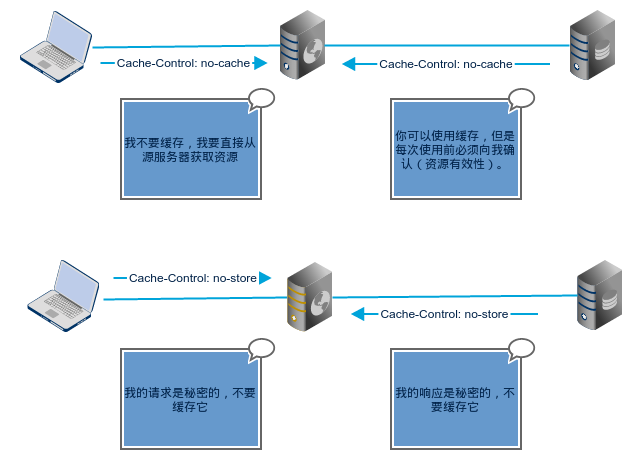 Cache-Control: no-cache
Cache-Control: no-cache
我不要缓存，我要直接从
源服务器获取资源
你可以使用缓存，但是
每次使用前必须向我确
认（资源有效性）。
Cache-Control: no-store
Cache-Control: no-store
我的请求是秘密的，不要
缓存它
我的响应是秘密的，不
要缓存它